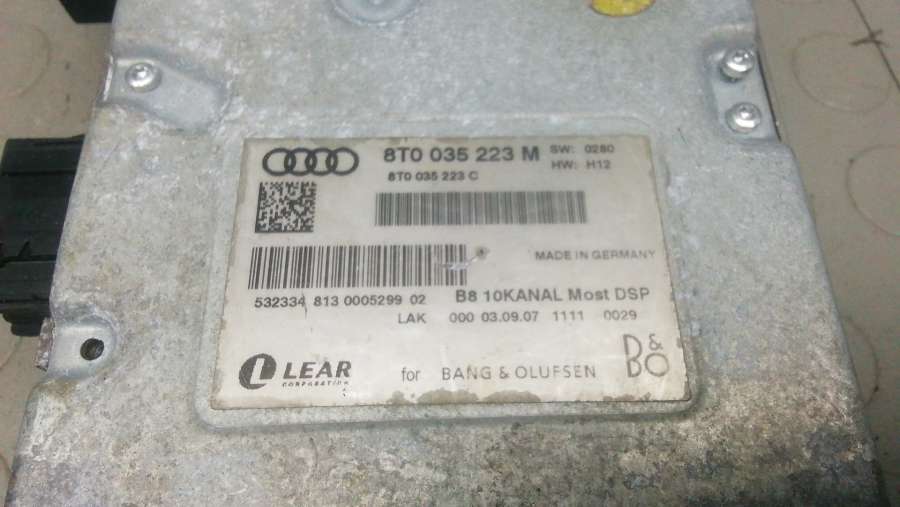 8T0 035 223 M SW: 0280
8T0 035 223 C HW: H12
MADE IN GERMANY
532334 813 0005299 02 B8 10KANAL Most DSP
LAK 000 03.09.07 1111 0029
LEAR
CORPORATION
for BANG & OLUFSEN
B&O